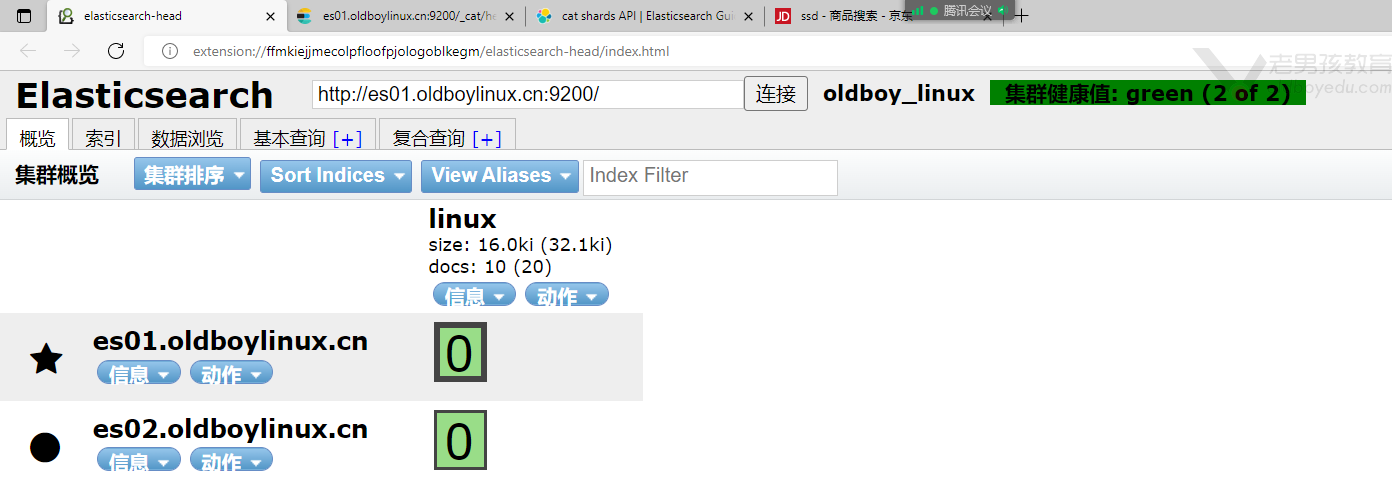 elasticsearch-head es01.oldboylinux.cn:9200/_cat/he cat shards API | Elasticsearch Gui JD ssd - 商品搜索 - 京东 腾讯会议
extension://ffmkiejjmecolpfloofpjologoblkegm/elasticsearch-head/index.html
老男孩教育
Elasticsearch http://es01.oldboylinux.cn:9200/ 连接 oldboy_linux 集群健康值: green (2 of 2)
概览 索引 数据浏览 基本查询 [+] 复合查询 [+]
集群概览 集群排序 Sort Indices View Aliases Index Filter
linux
size: 16.0ki (32.1ki)
docs: 10 (20)
信息 动作
es01.oldboylinux.cn 0
信息 动作
es02.oldboylinux.cn 0
信息 动作